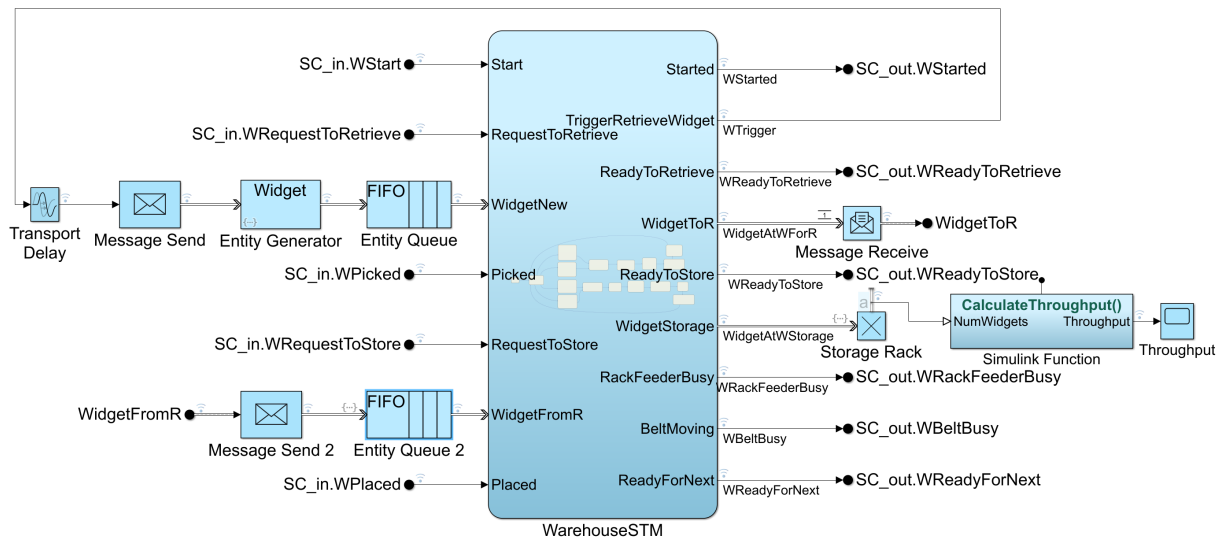 SC_in.WStart
Start
Started
WStarted
SC_out.WStarted
SC_in.WRequestToRetrieve
RequestToRetrieve
TriggerRetrieveWidget
WTrigger
ReadyToRetrieve
WReadyToRetrieve
SC_out.WReadyToRetrieve
Transport
Delay
Message Send
Widget
{···}
Entity Generator
FIFO
Entity Queue
WidgetNew
WidgetToR
WidgetAtWForR
1
Message Receive
WidgetToR
SC_in.WPicked
Picked
ReadyToStore
WReadyToStore
SC_out.WReadyToStore
WidgetStorage
WidgetAtWStorage
{···}
a
Storage Rack
CalculateThroughput()
NumWidgets
Throughput
Simulink Function
Throughput
SC_in.WRequestToStore
RequestToStore
RackFeederBusy
WRackFeederBusy
SC_out.WRackFeederBusy
WidgetFromR
Message Send 2
{···}
FIFO
Entity Queue 2
WidgetFromR
BeltMoving
WBeltBusy
SC_out.WBeltBusy
SC_in.WPlaced
Placed
ReadyForNext
WReadyForNext
SC_out.WReadyForNext
WarehouseSTM